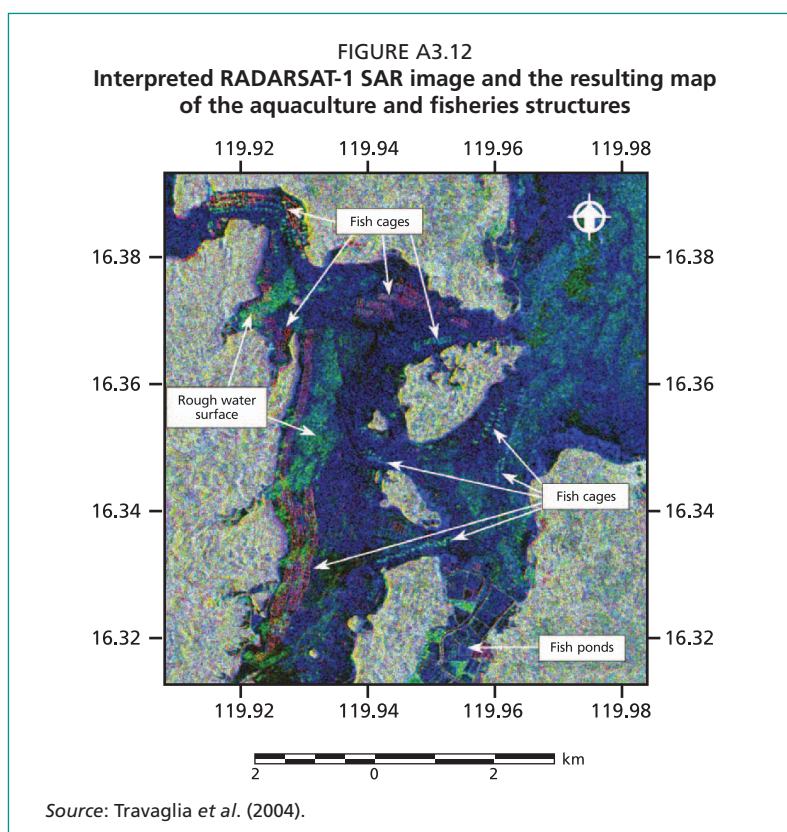 FIGURE A3.12
Interpreted RADARSAT-1 SAR image and the resulting map
of the aquaculture and fisheries structures
119.92 119.94 119.96 119.98
Fish cages
16.38 16.38
16.36 16.36
Rough water
surface
Fish cages
16.34 16.34
Fish ponds
16.32 16.32
119.92 119.94 119.96 119.98
km
2 0 2
Source: Travaglia et al. (2004).